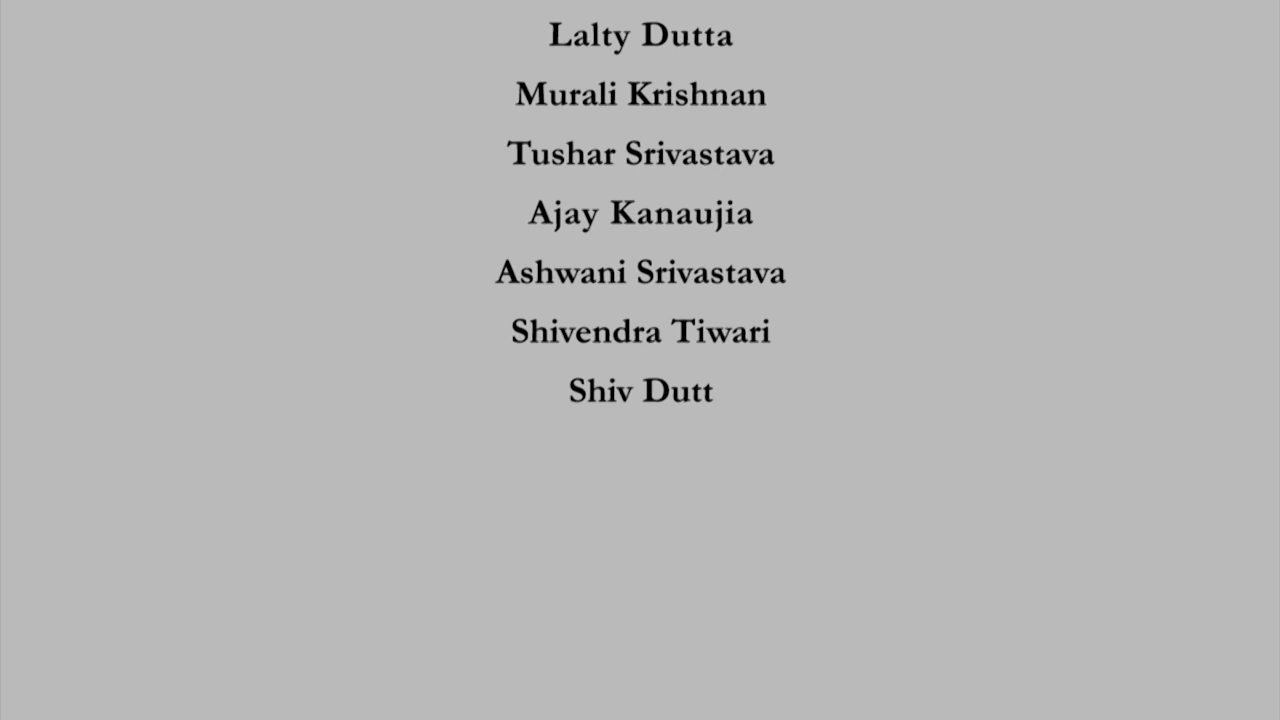 Lalty Dutta
Murali Krishnan
Tushar Srivastava
Ajay Kanaujia
Ashwani Srivastava
Shivendra Tiwari
Shiv Dutt